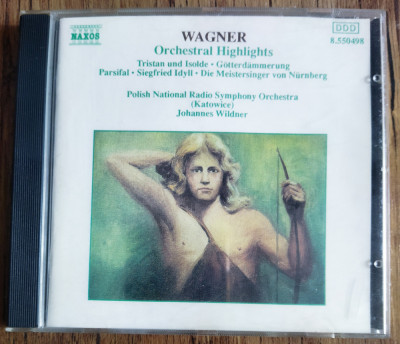 NAXOS
DDD
8.550498
WAGNER
Orchestral Highlights
Tristan und Isolde • Götterdämmerung
Parsifal • Siegfried Idyll • Die Meistersinger von Nürnberg
Polish National Radio Symphony Orchestra
(Katowice)
Johannes Wildner